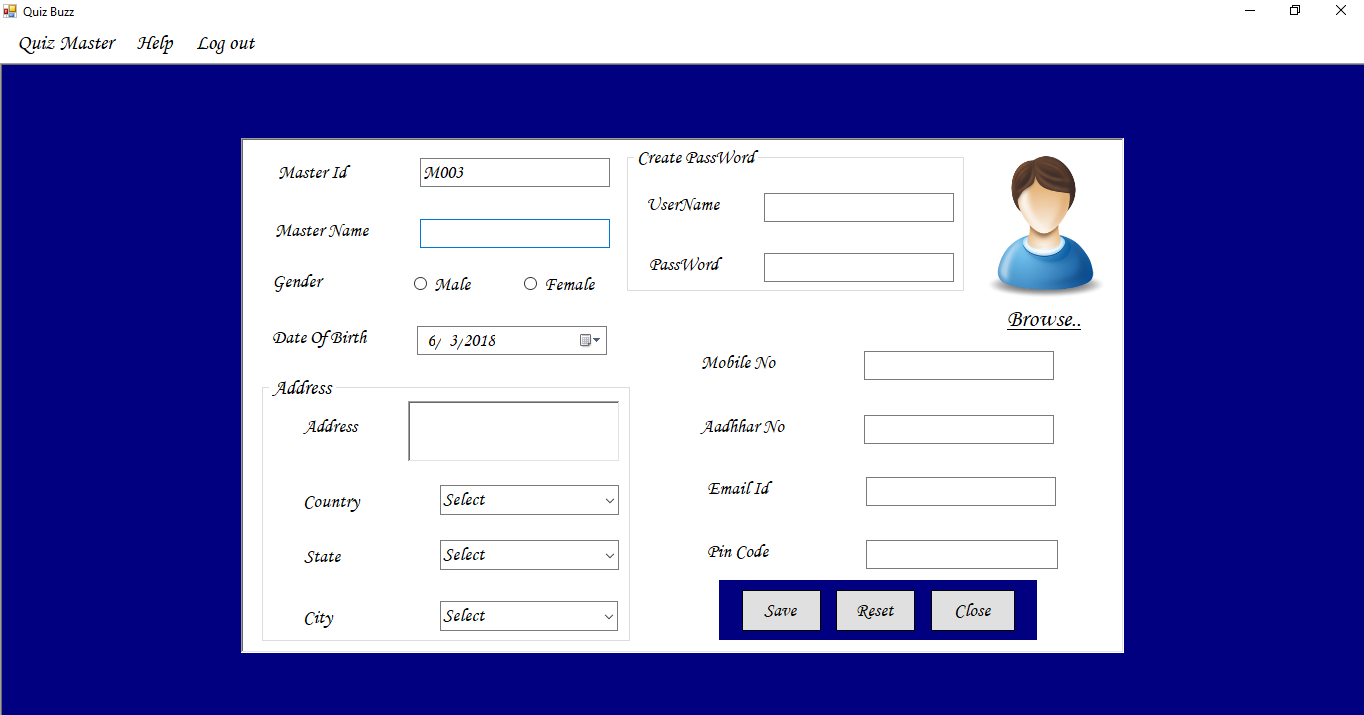 Quiz Buzz
Quiz Master Help Log out
Master Id M003
Master Name
Gender Male Female
Date Of Birth 6/ 3/2018
Create PassWord
UserName
PassWord
Browse..
Address
Address
Country Select
State Select
City Select
Mobile No
Aadhhar No
Email Id
Pin Code
Save Reset Close